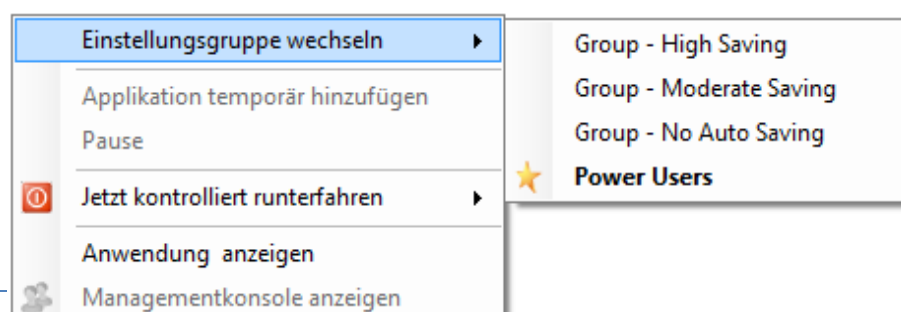 Einstellungsgruppe wechseln
Applikation temporär hinzufügen
Pause
Jetzt kontrolliert runterfahren
Anwendung  anzeigen
Managementkonsole anzeigen
Group - High Saving
Group - Moderate Saving
Group - No Auto Saving
Power Users